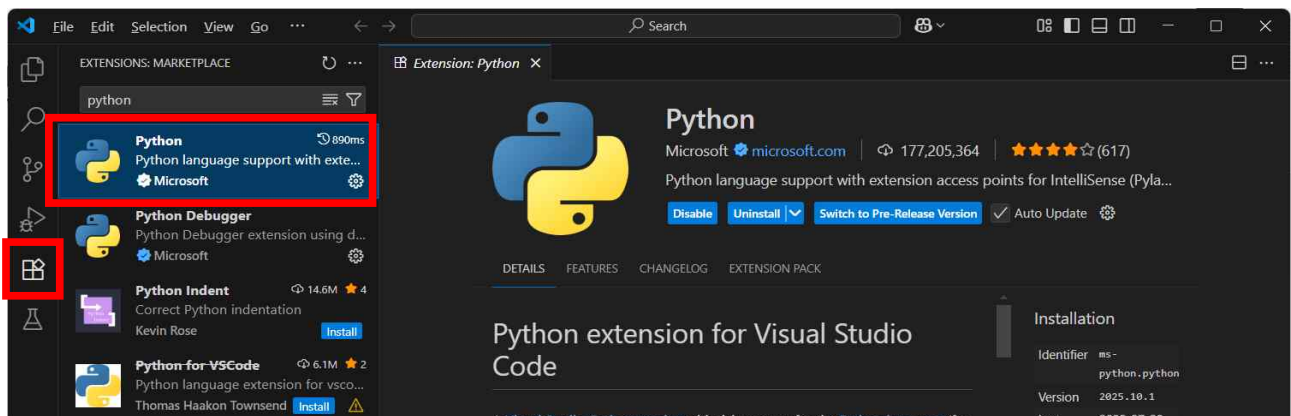 File Edit Selection View Go ··· Search
EXTENSIONS: MARKETPLACE
python
Python 890ms
Python language support with exte...
Microsoft
Python Debugger
Python Debugger extension using d...
Microsoft
Python Indent 14.6M 4
Correct Python indentation
Kevin Rose Install
Python for VSCode 6.1M 2
Python language extension for vsco...
Thomas Haakon Townsend Install
Extension: Python
Python
Microsoft microsoft.com 177,205,364 (617)
Python language support with extension access points for IntelliSense (Pyla...
Disable Uninstall Switch to Pre-Release Version Auto Update
DETAILS FEATURES CHANGELOG EXTENSION PACK
Python extension for Visual Studio
Code
Installation
Identifier ms-
python.python
Version 2025.10.1